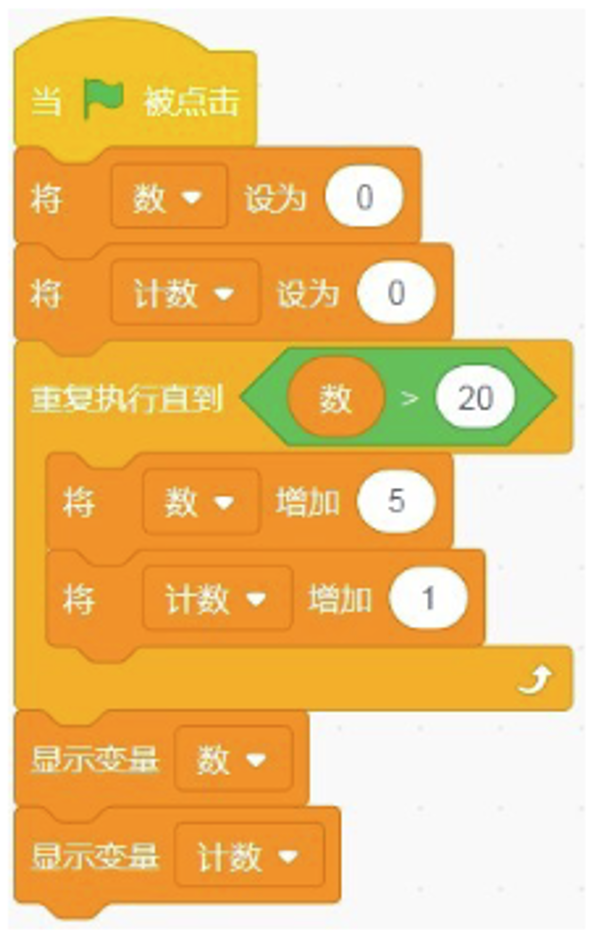 当 被点击
将 数 设为 0
将 计数 设为 0
重复执行直到 数 > 20
将 数 增加 5
将 计数 增加 1
显示变量 数
显示变量 计数